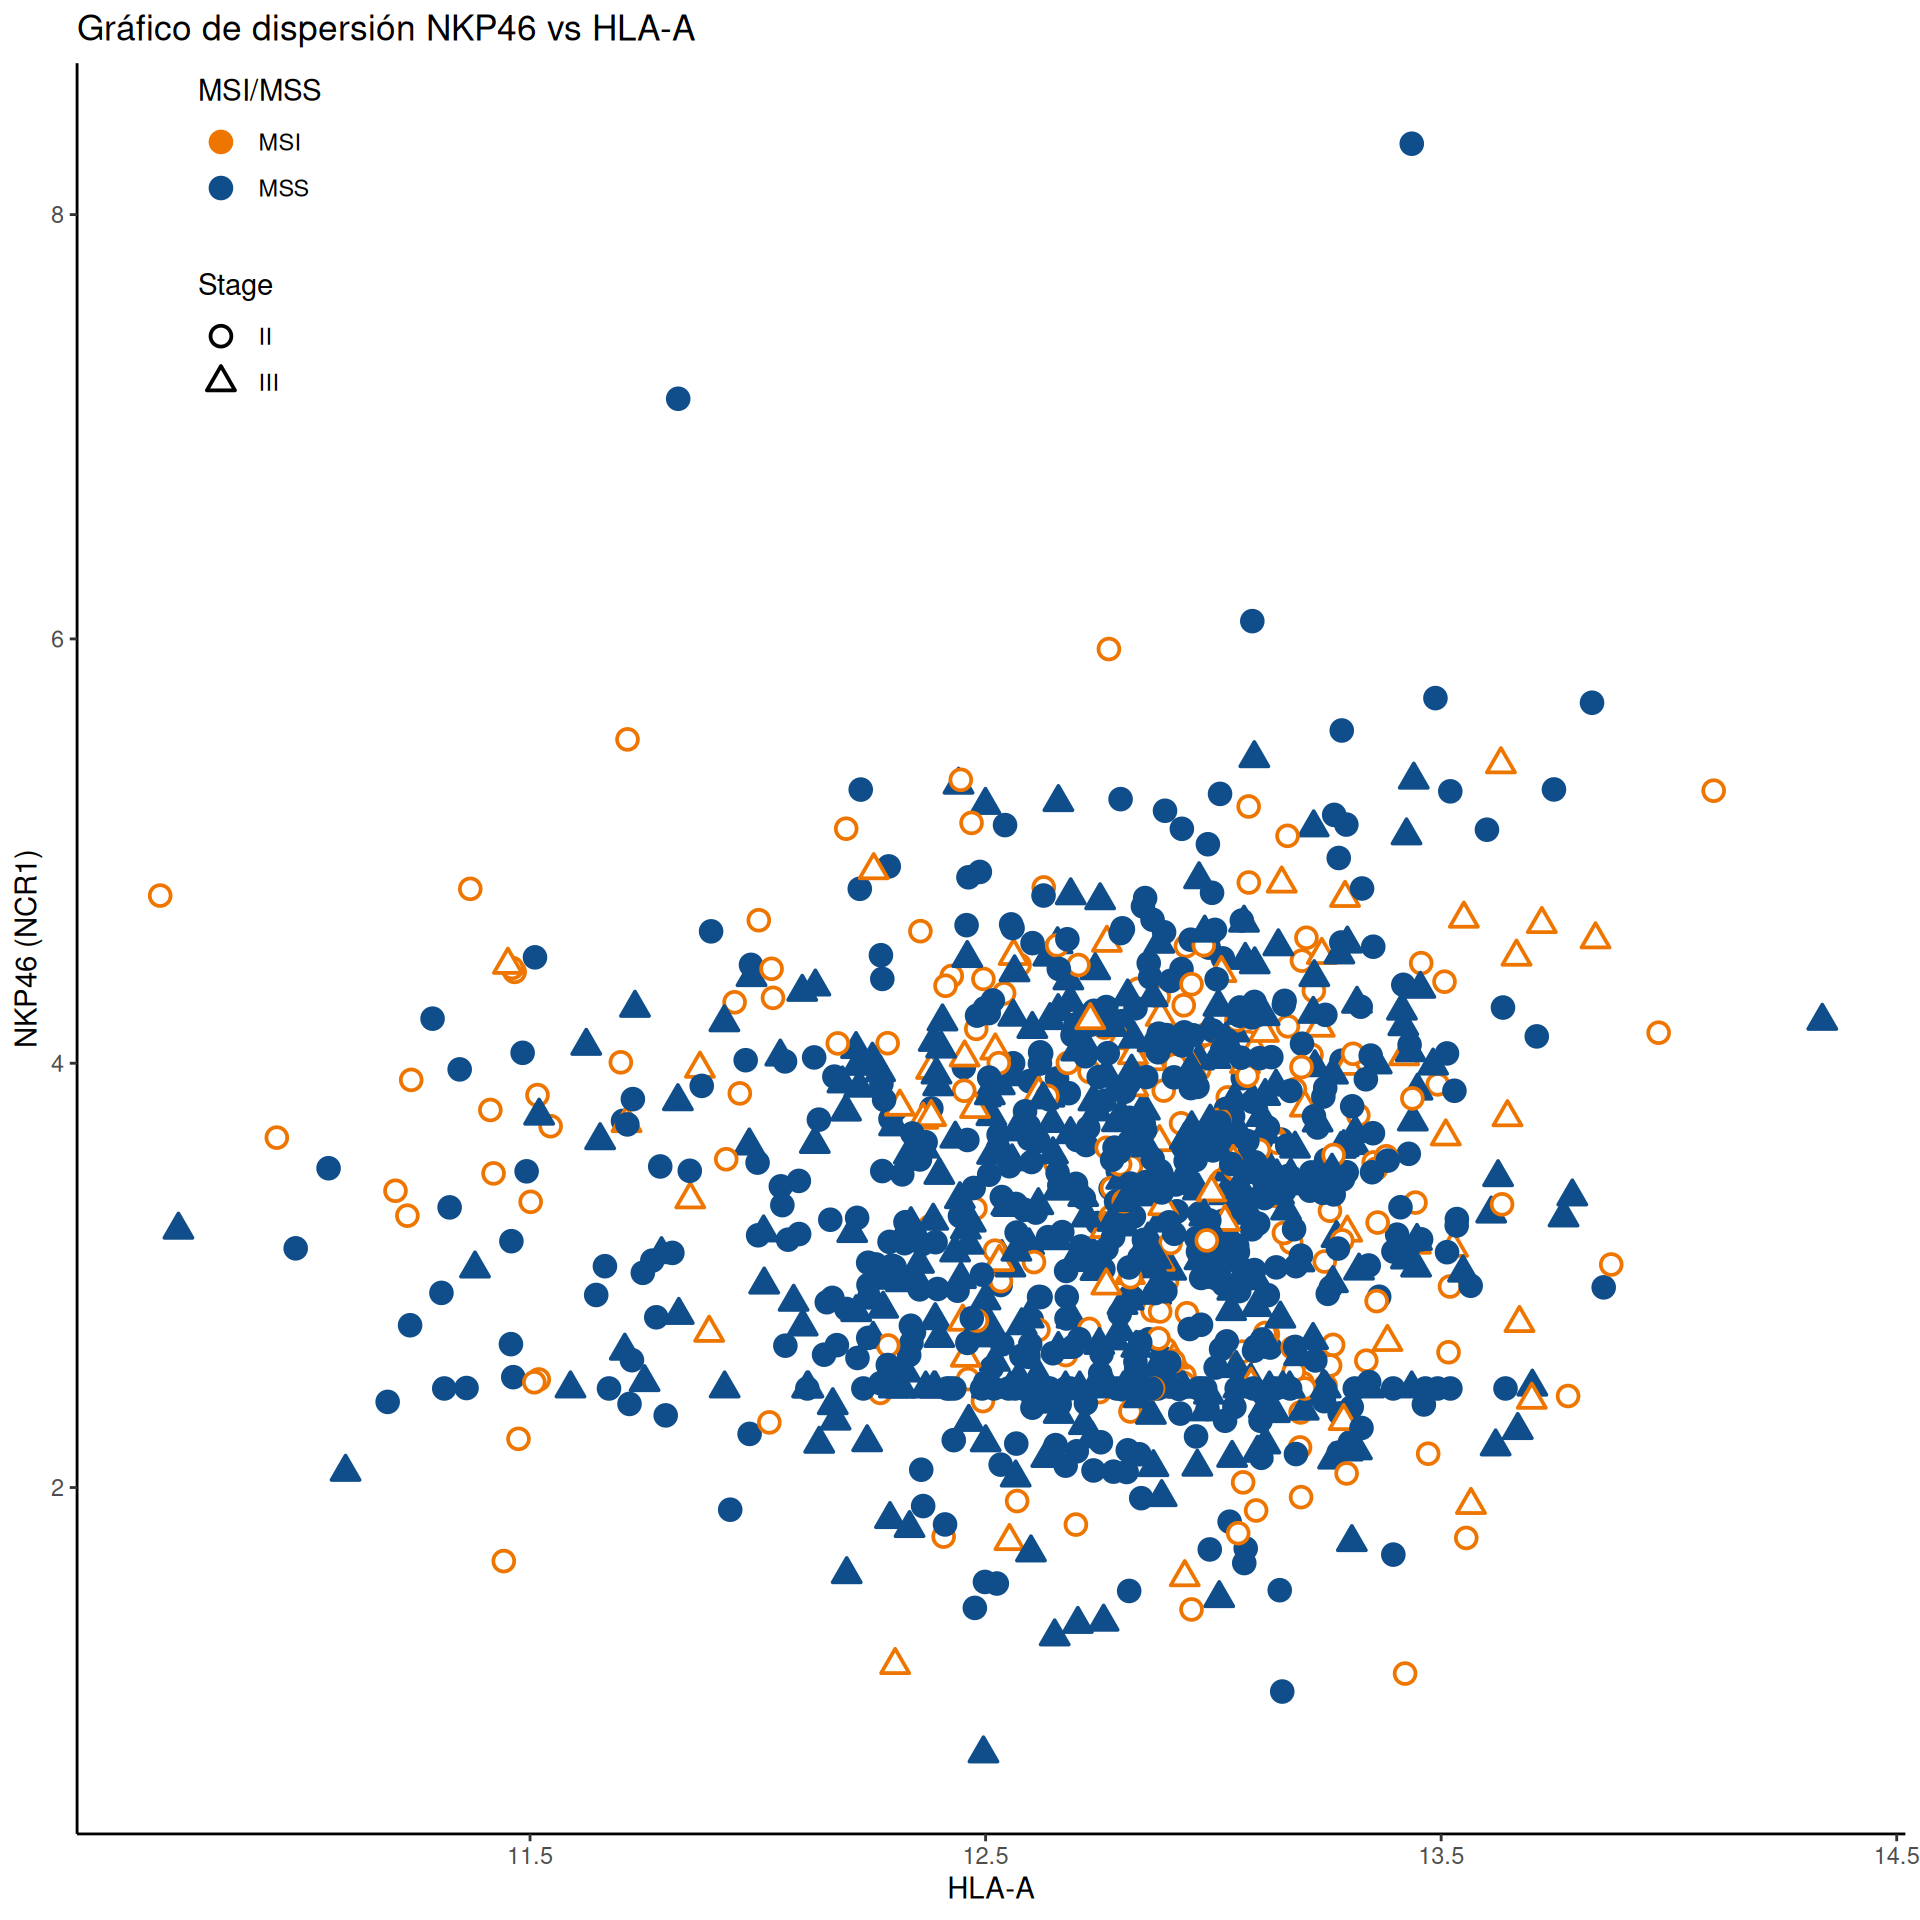 Gráfico de dispersión NKP46 vs HLA-A
MSI/MSS
MSI
MSS
Stage
II
III
8
6
4
2
NKP46 (NCR1)
11.5
12.5
13.5
14.5
HLA-A